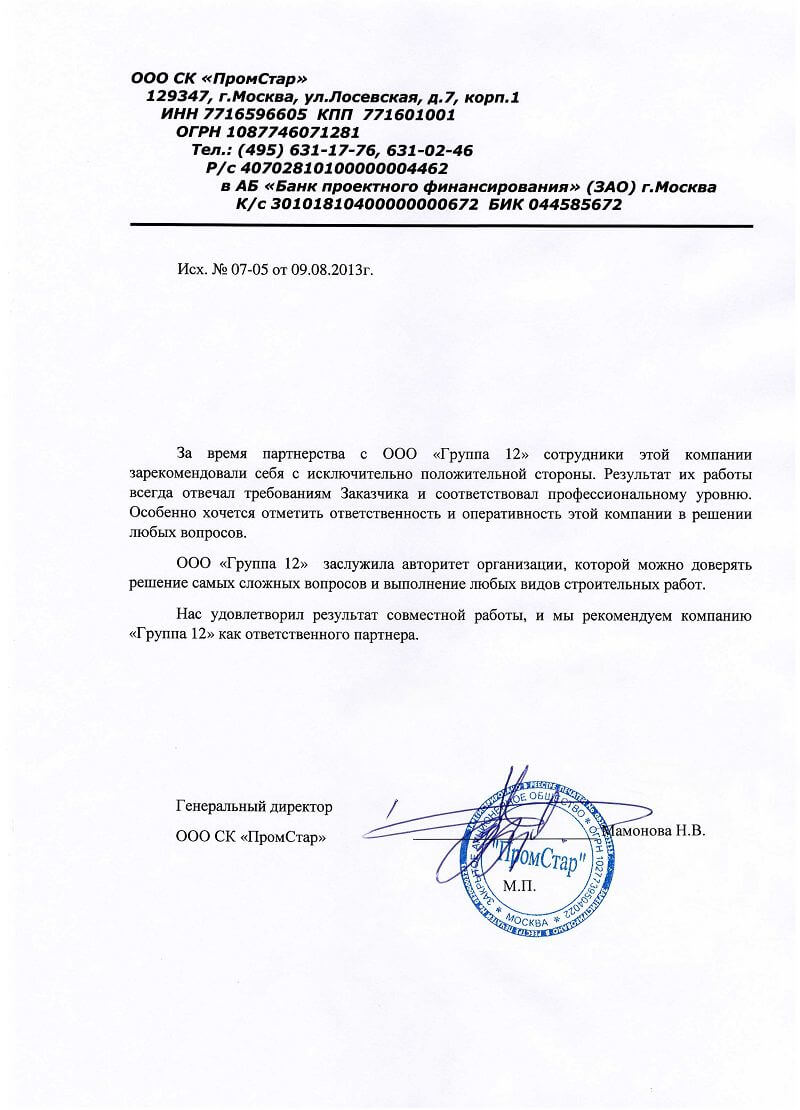 ООО СК «ПромСтар»
129347, г.Москва, ул.Лосевская, д.7, корп.1
ИНН 7716596605 КПП 771601001
ОГРН 1087746071281
Тел.: (495) 631-17-76, 631-02-46
Р/с 40702810100000004462
в АБ «Банк проектного финансирования» (ЗАО) г.Москва
К/с 30101810400000000672 БИК 044585672
Исх. № 07-05 от 09.08.2013г.
За время партнерства с ООО «Группа 12» сотрудники этой компании
зарекомендовали себя с исключительно положительной стороны. Результат их работы
всегда отвечал требованиям Заказчика и соответствовал профессиональному уровню.
Особенно хочется отметить ответственность и оперативность этой компании в решении
любых вопросов.
ООО «Группа 12» заслужила авторитет организации, которой можно доверять
решение самых сложных вопросов и выполнение любых видов строительных работ.
Нас удовлетворил результат совместной работы, и мы рекомендуем компанию
«Группа 12» как ответственного партнера.
Генеральный директор
ООО СК «ПромСтар»
Мамонова Н.В.
"ПромСтар"
М.П.
ЗАКРЫТОЕ АКЦИОНЕРНОЕ ОБЩЕСТВО * ОГРН 1027739504022
* МОСКВА *